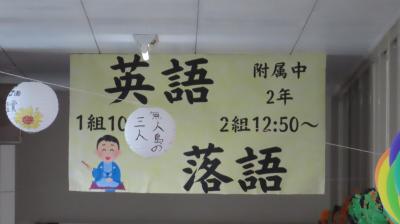 英語
附属中
2年
1組10
2組12:50~
落語
無人島の
三人